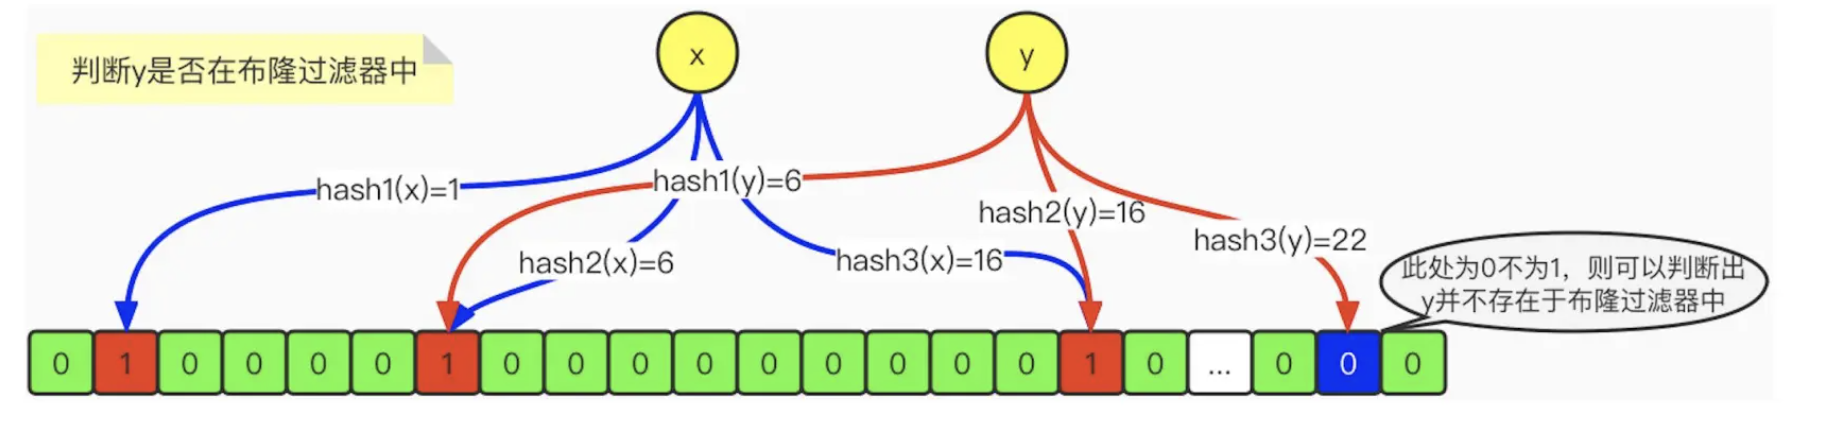 判断y是否在布隆过滤器中
x
y
hash1(x)=1
hash1(y)=6
hash2(y)=16
hash3(y)=22
hash2(x)=6
hash3(x)=16
此处为0不为1，则可以判断出
y并不存在于布隆过滤器中
0 1 0 0 0 0 1 0 0 0 0 0 0 0 0 0 1 0 ... 0 0 0